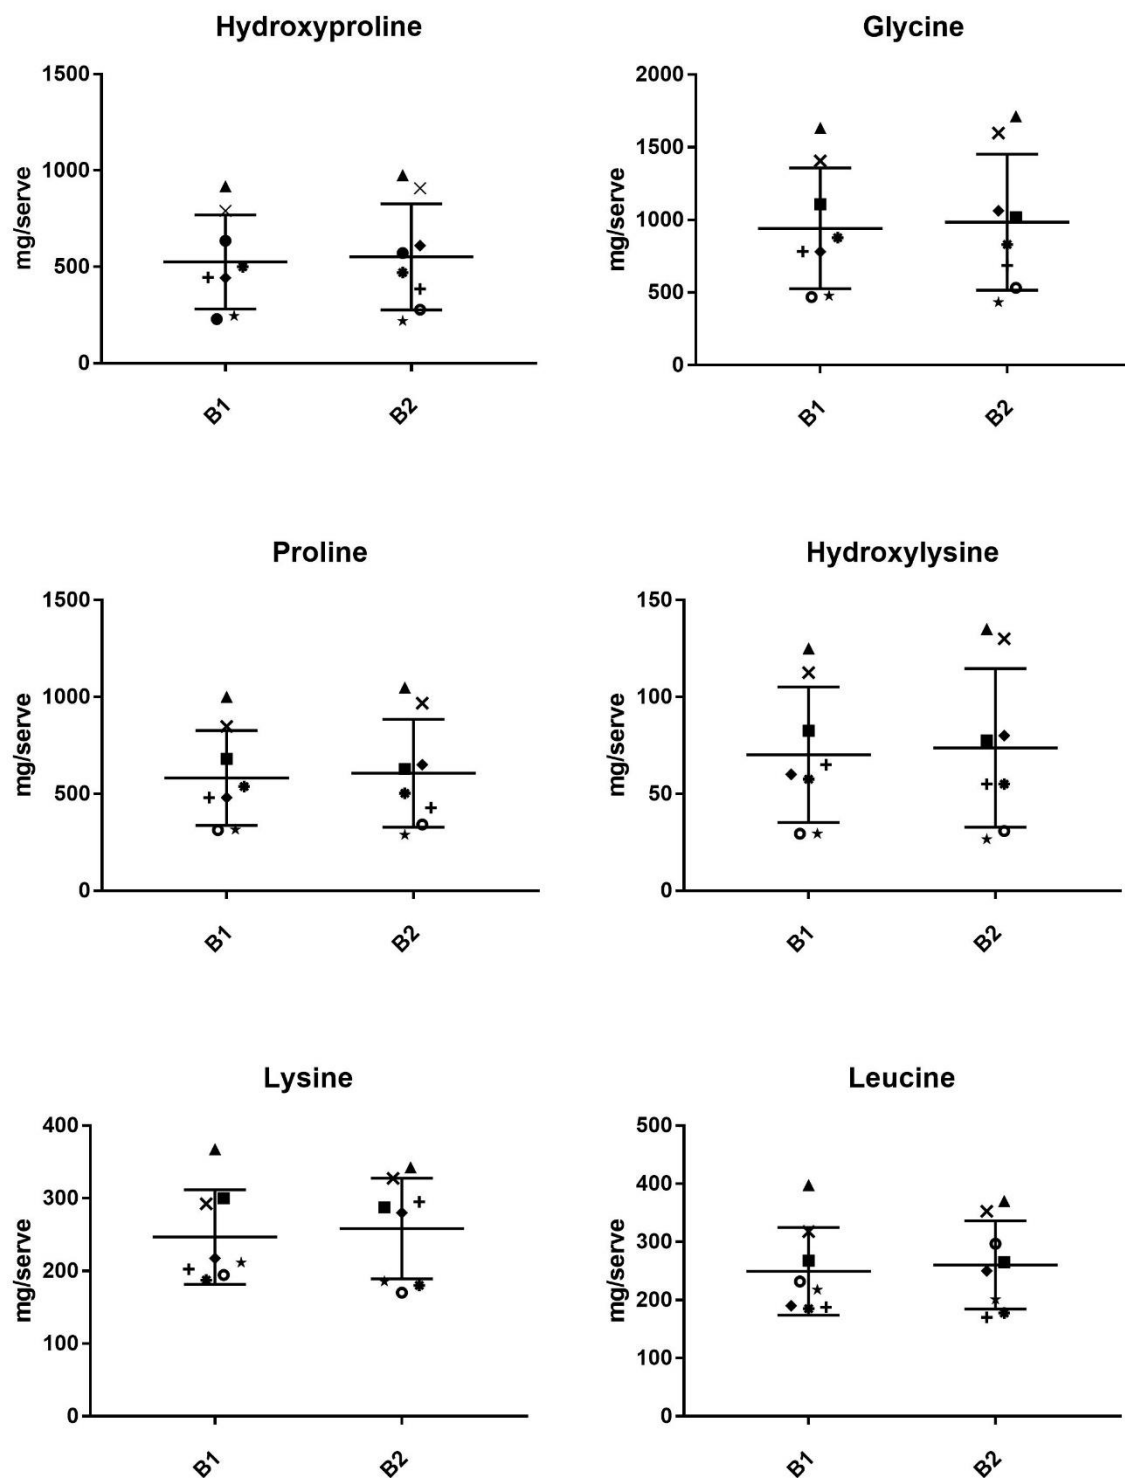 Hydroxyproline
1500
1000
500
0
mg/serve
B1
B2
Glycine
2000
1500
1000
500
0
mg/serve
B1
B2
Proline
1500
1000
500
0
mg/serve
B1
B2
Hydroxylysine
150
100
50
0
mg/serve
B1
B2
Lysine
400
300
200
100
0
mg/serve
B1
B2
Leucine
500
400
300
200
100
0
mg/serve
B1
B2